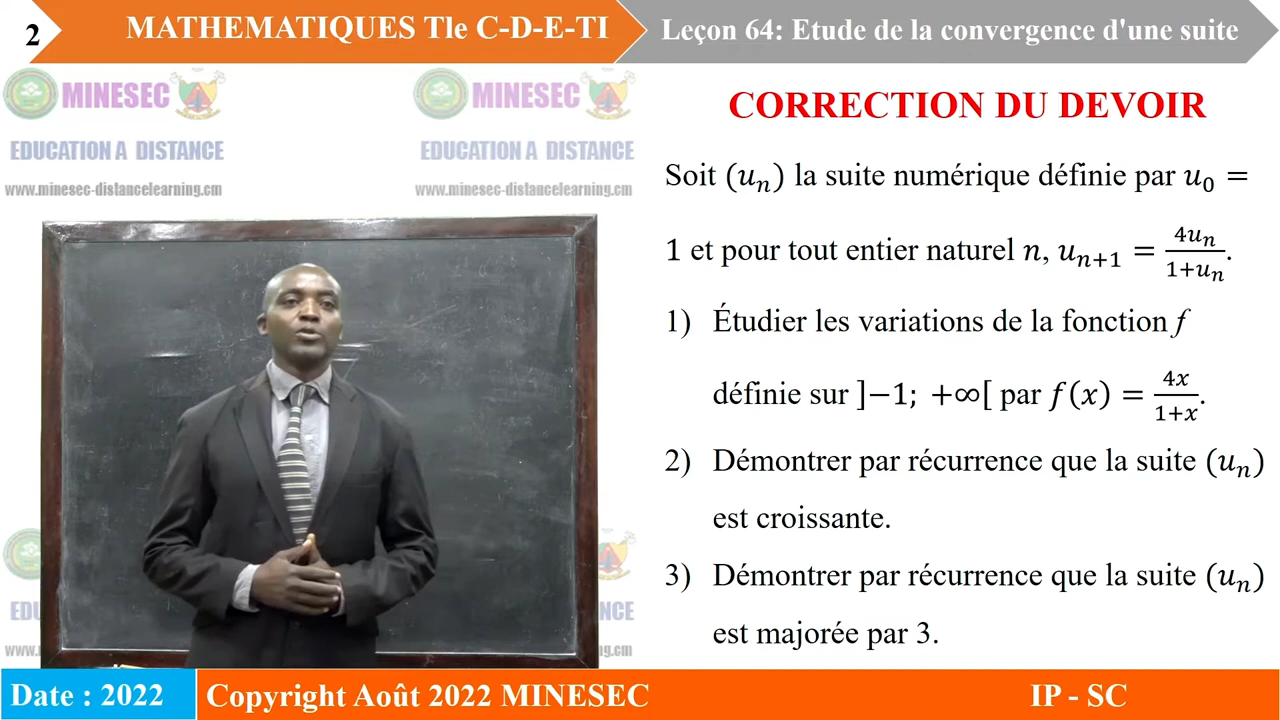 2
MATHEMATIQUES Tle C-D-E-TI
Leçon 64: Etude de la convergence d'une suite
MINESEC
MINESEC
EDUCATION A DISTANCE
EDUCATION A DISTANCE
www.minesec-distancelearning.cm
www.minesec-distancelearning.cm
CORRECTION DU DEVOIR
Soit (uₙ) la suite numérique définie par u₀ =
1 et pour tout entier naturel n, uₙ₊₁ = 4uₙ/1+uₙ.
1) Étudier les variations de la fonction f
définie sur ]−1; +∞[ par f(x) = 4x/1+x.
2) Démontrer par récurrence que la suite (uₙ)
est croissante.
3) Démontrer par récurrence que la suite (uₙ)
est majorée par 3.
Date : 2022
Copyright Août 2022 MINESEC
IP - SC